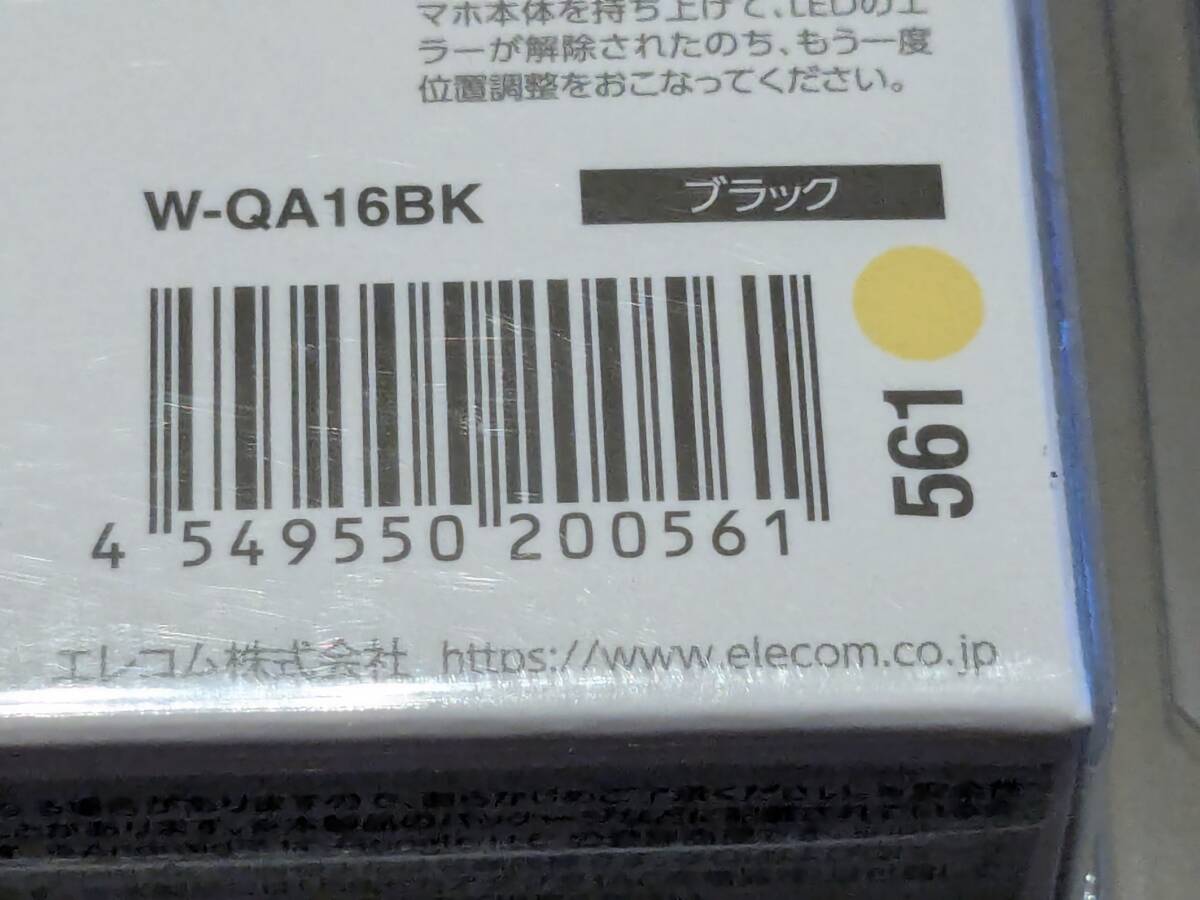 マホ本体を持ち上げて、LEDのエ
ラーが解除されたのち、もう一度
位置調整をおこなってください。
W-QA16BK
ブラック
4 549550 200561
561
エレコム株式会社 https://www.elecom.co.jp